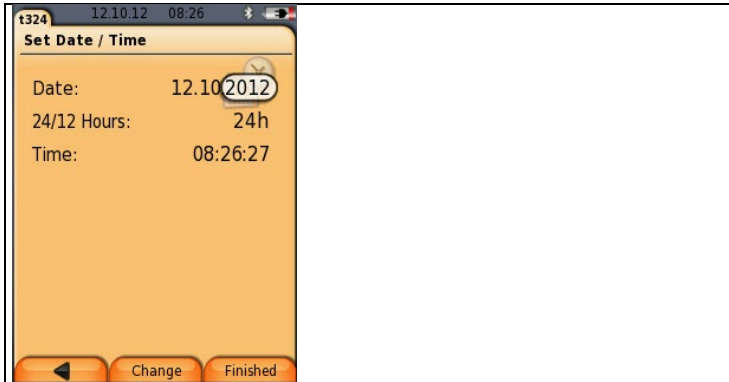 t324 12.10.12 08:26
Set Date / Time
Date: 12.10 2012
24/12 Hours: 24h
Time: 08:26:27
Change Finished